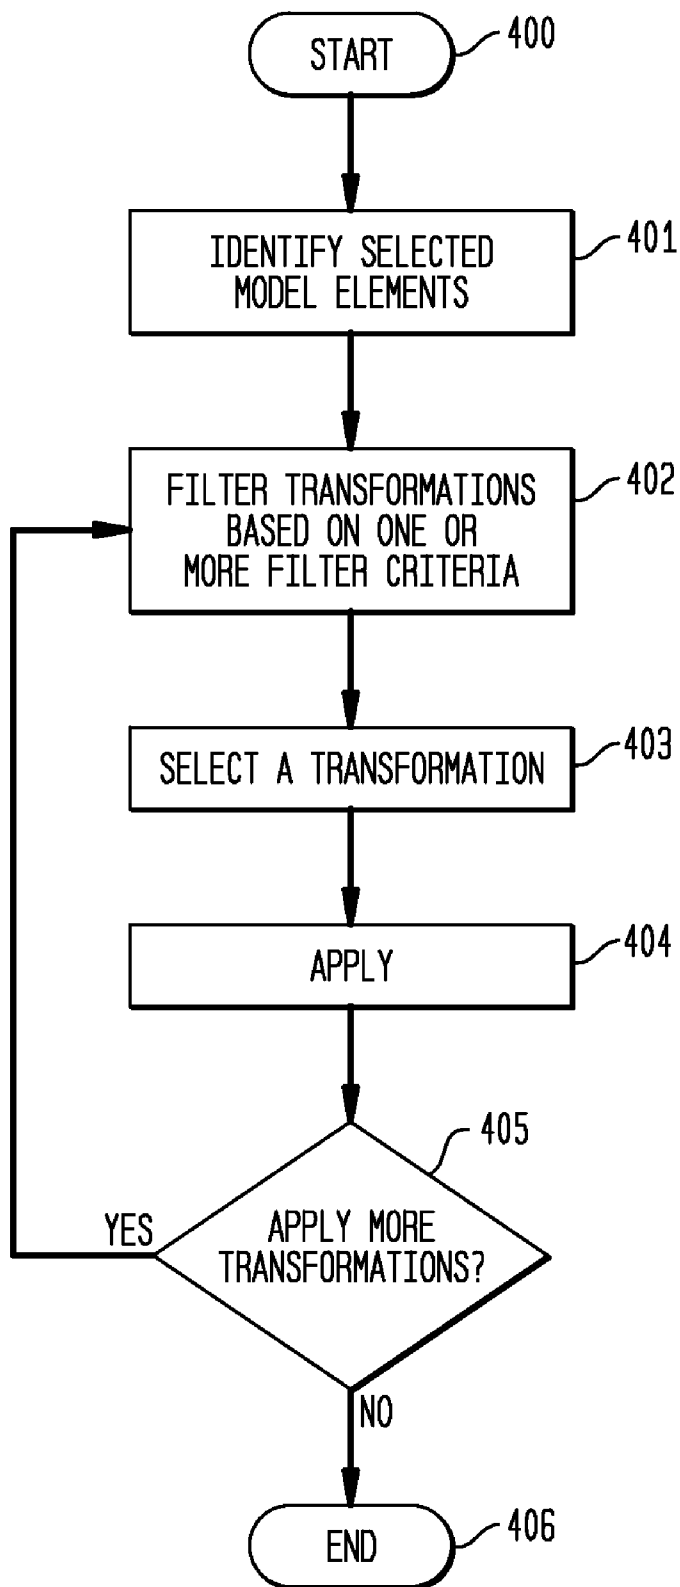 START
400
IDENTIFY SELECTED
MODEL ELEMENTS
401
FILTER TRANSFORMATIONS
BASED ON ONE OR
MORE FILTER CRITERIA
402
SELECT A TRANSFORMATION
403
APPLY
404
405
YES
APPLY MORE
TRANSFORMATIONS?
NO
END
406